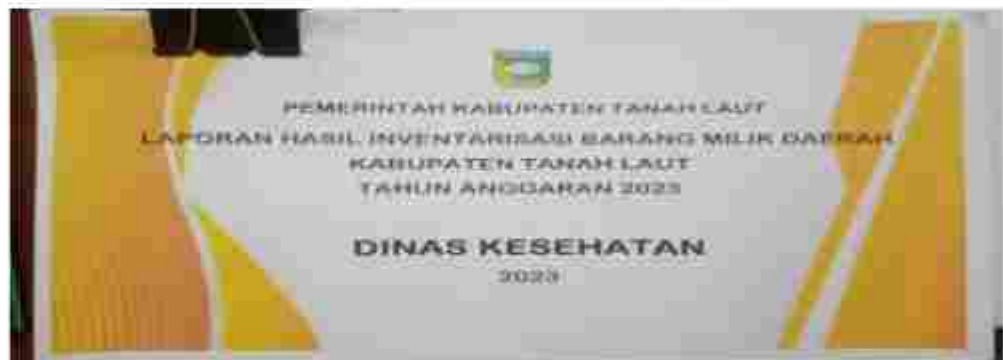 PEMERINTAH KABUPATEN TANAH LAUT
LAPORAN HASIL INVENTARISASI BARANG MILIK DAERAH
KABUPATEN TANAH LAUT
TAHUN ANGGARAN 2023
DINAS KESEHATAN
2023